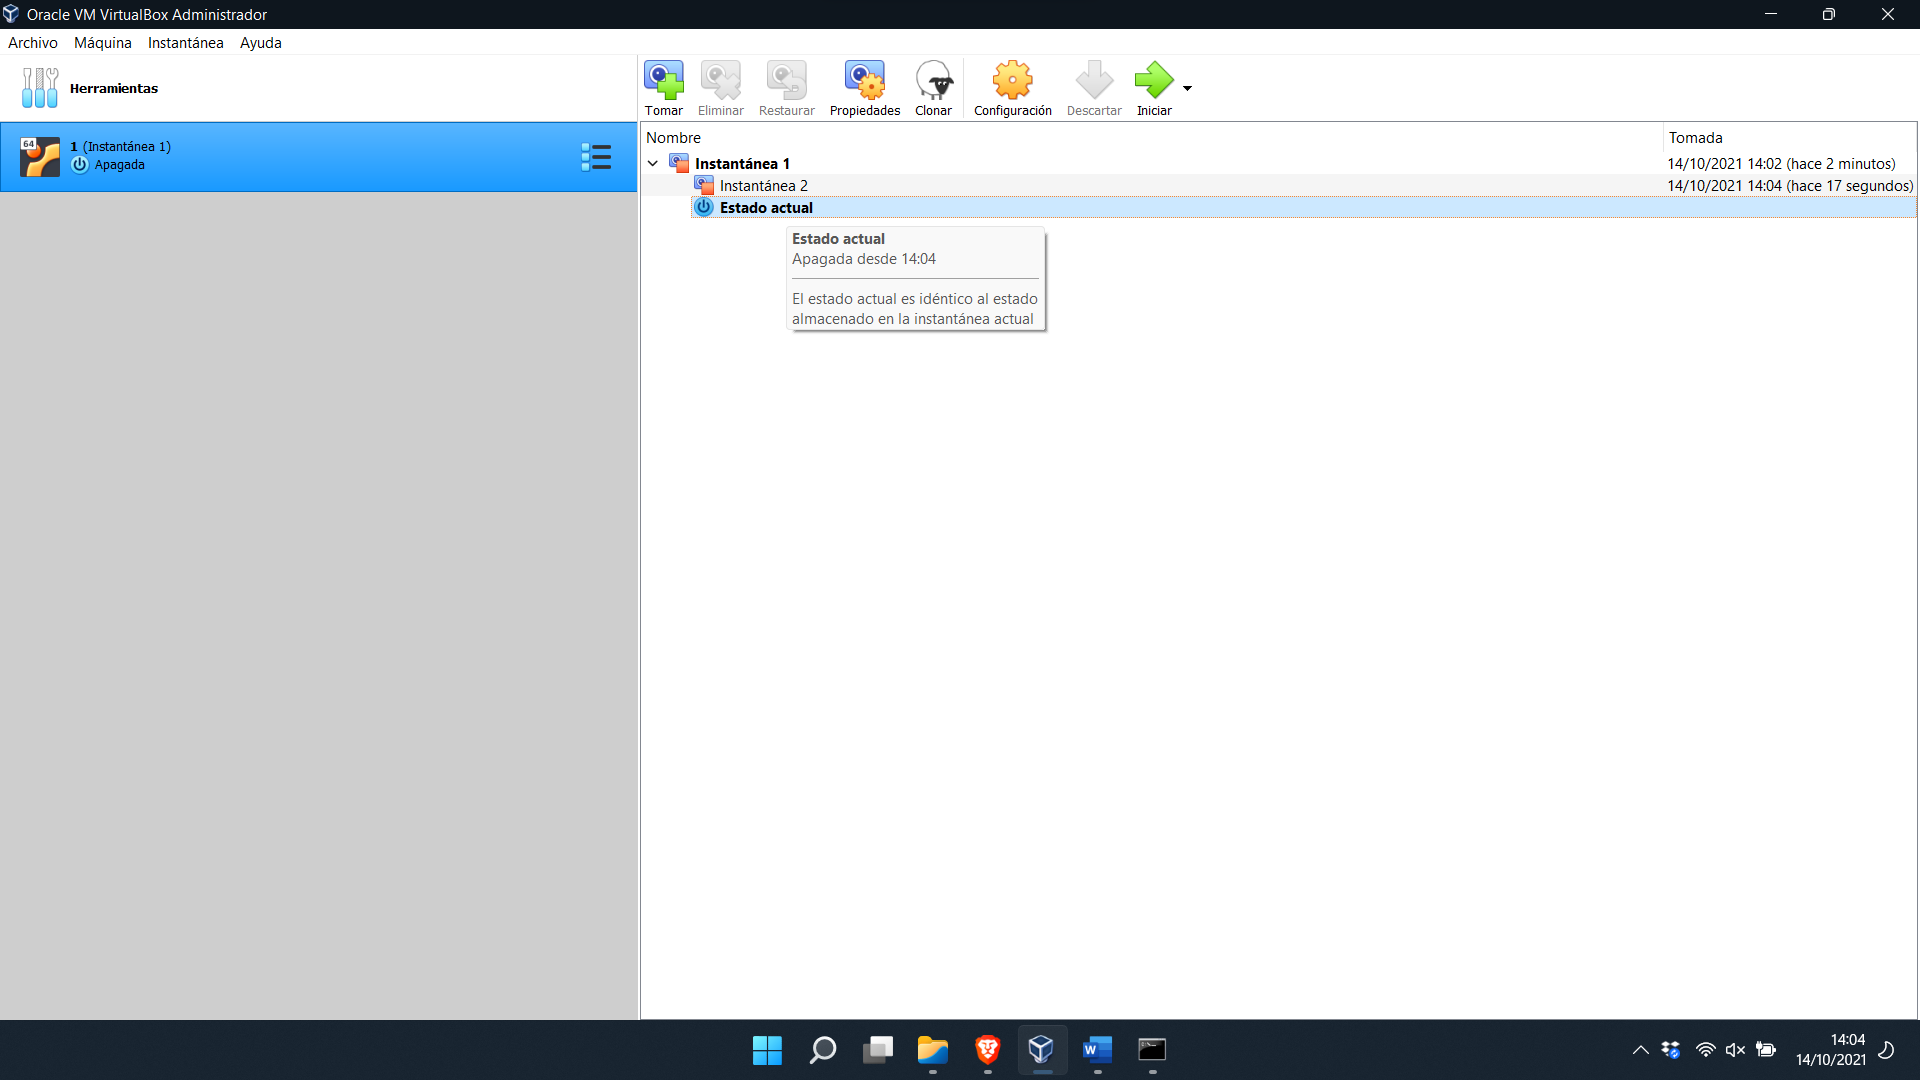 Oracle VM VirtualBox Administrador
Archivo Máquina Instantánea Ayuda
Herramientas
64
1 (Instantánea 1)
Apagada
Tomar Eliminar Restaurar Propiedades Clonar Configuración Descartar Iniciar
Nombre Tomada
Instantánea 1 14/10/2021 14:02 (hace 2 minutos)
Instantánea 2 14/10/2021 14:04 (hace 17 segundos)
Estado actual
Estado actual
Apagada desde 14:04
El estado actual es idéntico al estado
almacenado en la instantánea actual
W
14:04
14/10/2021